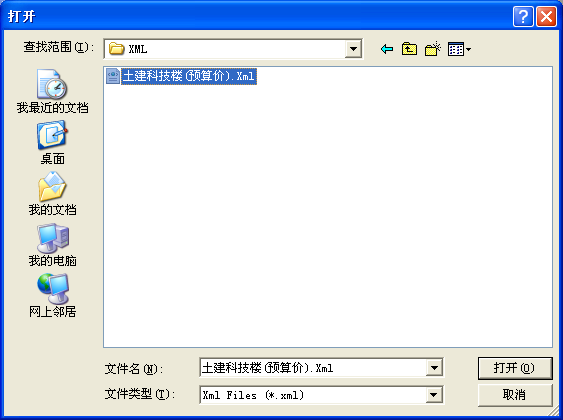 打开
查找范围(I):
XML
土建科技楼(预算价).Xml
我最近的文档
桌面
我的文档
我的电脑
网上邻居
文件名(N):
土建科技楼(预算价).Xml
打开(O)
文件类型(T):
Xml Files (*.xml)
取消